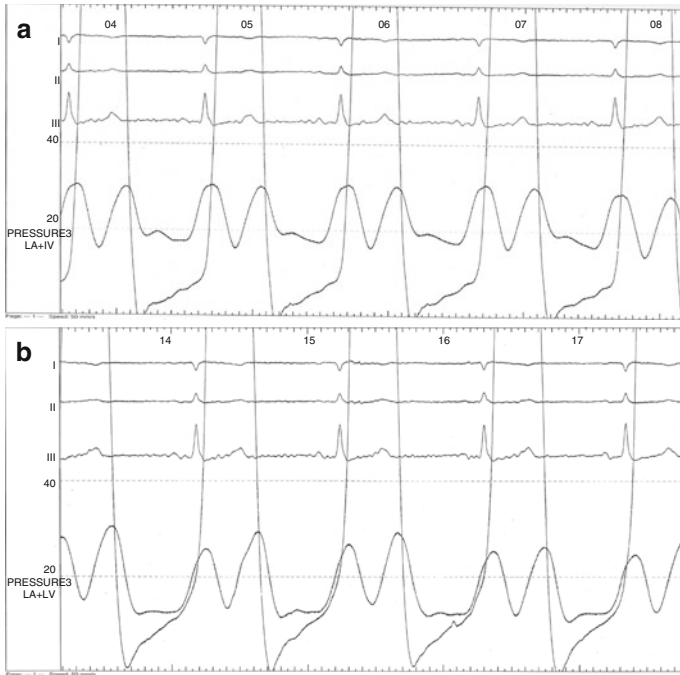 a
04 05 06 07 08
I
II
III
40
20
PRESSURE3
LA+IV
b
14 15 16 17
I
II
III
40
20
PRESSURE3
LA+LV